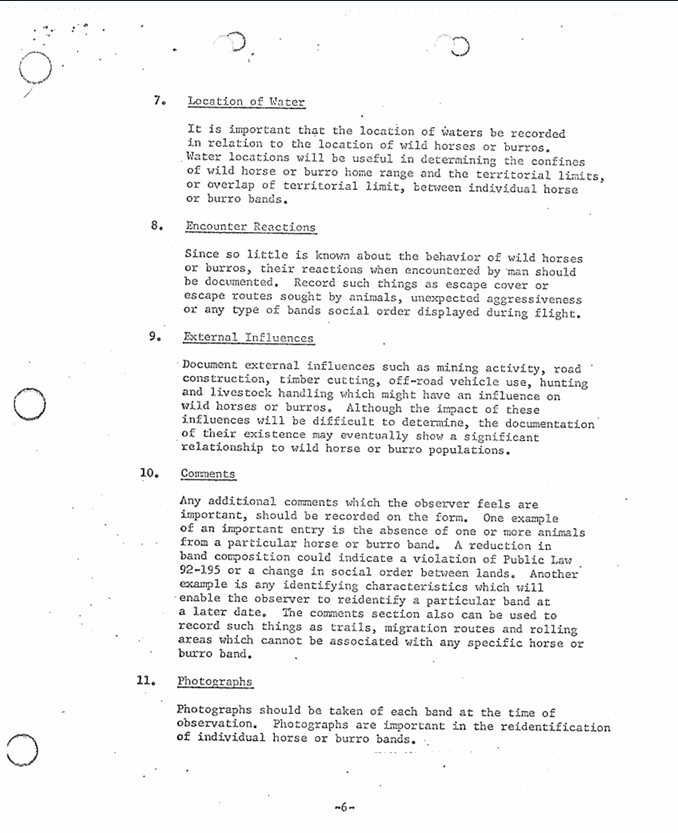 7. Location of Water
It is important that the location of waters be recorded
in relation to the location of wild horses or burros.
Water locations will be useful in determining the confines
of wild horse or burro home range and the territorial limits,
or overlap of territorial limit, between individual horse
or burro bands.
8. Encounter Reactions
Since so little is known about the behavior of wild horses
or burros, their reactions when encountered by man should
be documented. Record such things as escape cover or
escape routes sought by animals, unexpected aggressiveness
or any type of bands social order displayed during flight.
9. External Influences
Document external influences such as mining activity, road
construction, timber cutting, off-road vehicle use, hunting
and livestock handling which might have an influence on
wild horses or burros. Although the impact of these
influences will be difficult to determine, the documentation
of their existence may eventually show a significant
relationship to wild horse or burro populations.
10. Comments
Any additional comments which the observer feels are
important, should be recorded on the form. One example
of an important entry is the absence of one or more animals
from a particular horse or burro band. A reduction in
band composition could indicate a violation of Public Law
92-195 or a change in social order between lands. Another
example is any identifying characteristics which will
enable the observer to reidentify a particular band at
a later date. The comments section also can be used to
record such things as trails, migration routes and rolling
areas which cannot be associated with any specific horse or
burro band.
11. Photographs
Photographs should be taken of each band at the time of
observation. Photographs are important in the reidentification
of individual horse or burro bands.
-6-